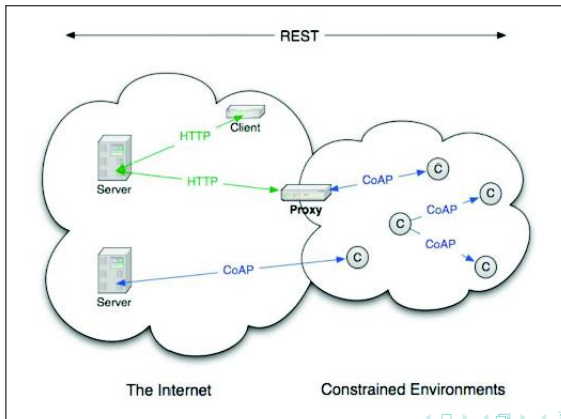 REST
Client
HTTP
Server
HTTP
CoAP
C
C
Proxy
CoAP
C
CoAP
C
C
CoAP
Server
The Internet
Constrained Environments